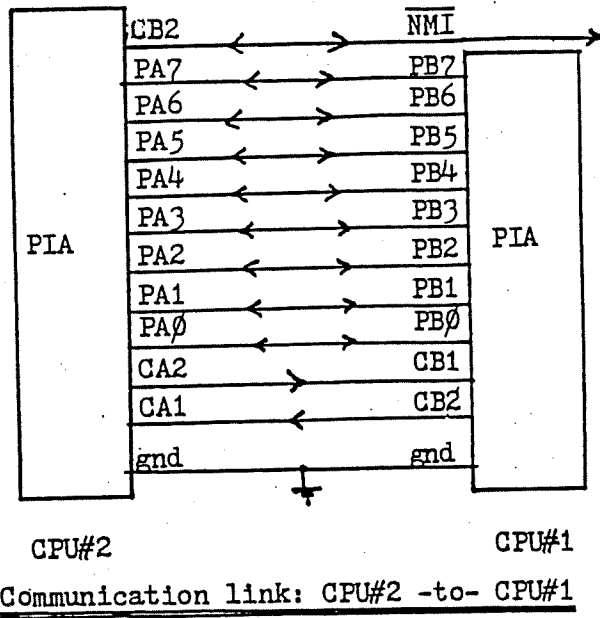 CB2 N̅M̅I̅
PA7 PB7
PA6 PB6
PA5 PB5
PA4 PB4
PA3 PB3
PIA PA2 PB2 PIA
PA1 PB1
PAØ PBØ
CA2 CB1
CA1 CB2
gnd gnd
CPU#2 CPU#1
Communication link: CPU#2 -to- CPU#1